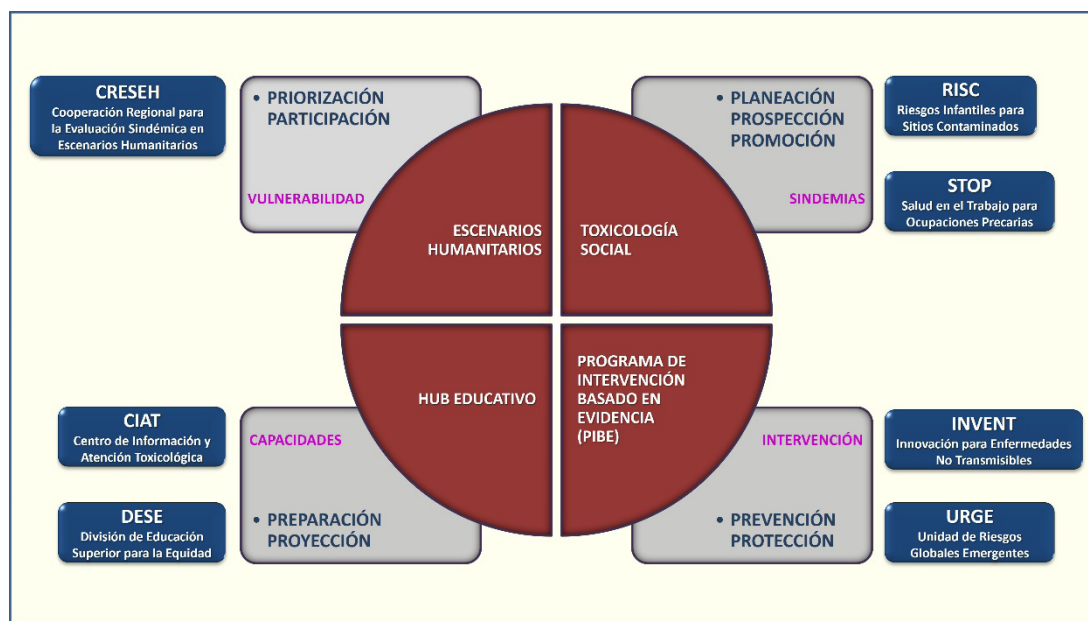 CRESEH
Cooperación Regional para
la Evaluación Sindémica en
Escenarios Humanitarios
• PRIORIZACIÓN
PARTICIPACIÓN
VULNERABILIDAD
ESCENARIOS
HUMANITARIOS
• PLANEACIÓN
PROSPECCIÓN
PROMOCIÓN
SINDEMIAS
TOXICOLOGÍA
SOCIAL
RISC
Riesgos Infantiles para
Sitios Contaminados
STOP
Salud en el Trabajo para
Ocupaciones Precarias
CIAT
Centro de Información y
Atención Toxicológica
DESE
División de Educación
Superior para la Equidad
CAPACIDADES
• PREPARACIÓN
PROYECCIÓN
HUB EDUCATIVO
PROGRAMA DE
INTERVENCIÓN
BASADO EN
EVIDENCIA
(PIBE)
INTERVENCIÓN
• PREVENCIÓN
PROTECCIÓN
INVENT
Innovación para Enfermedades
No Transmisibles
URGE
Unidad de Riesgos
Globales Emergentes